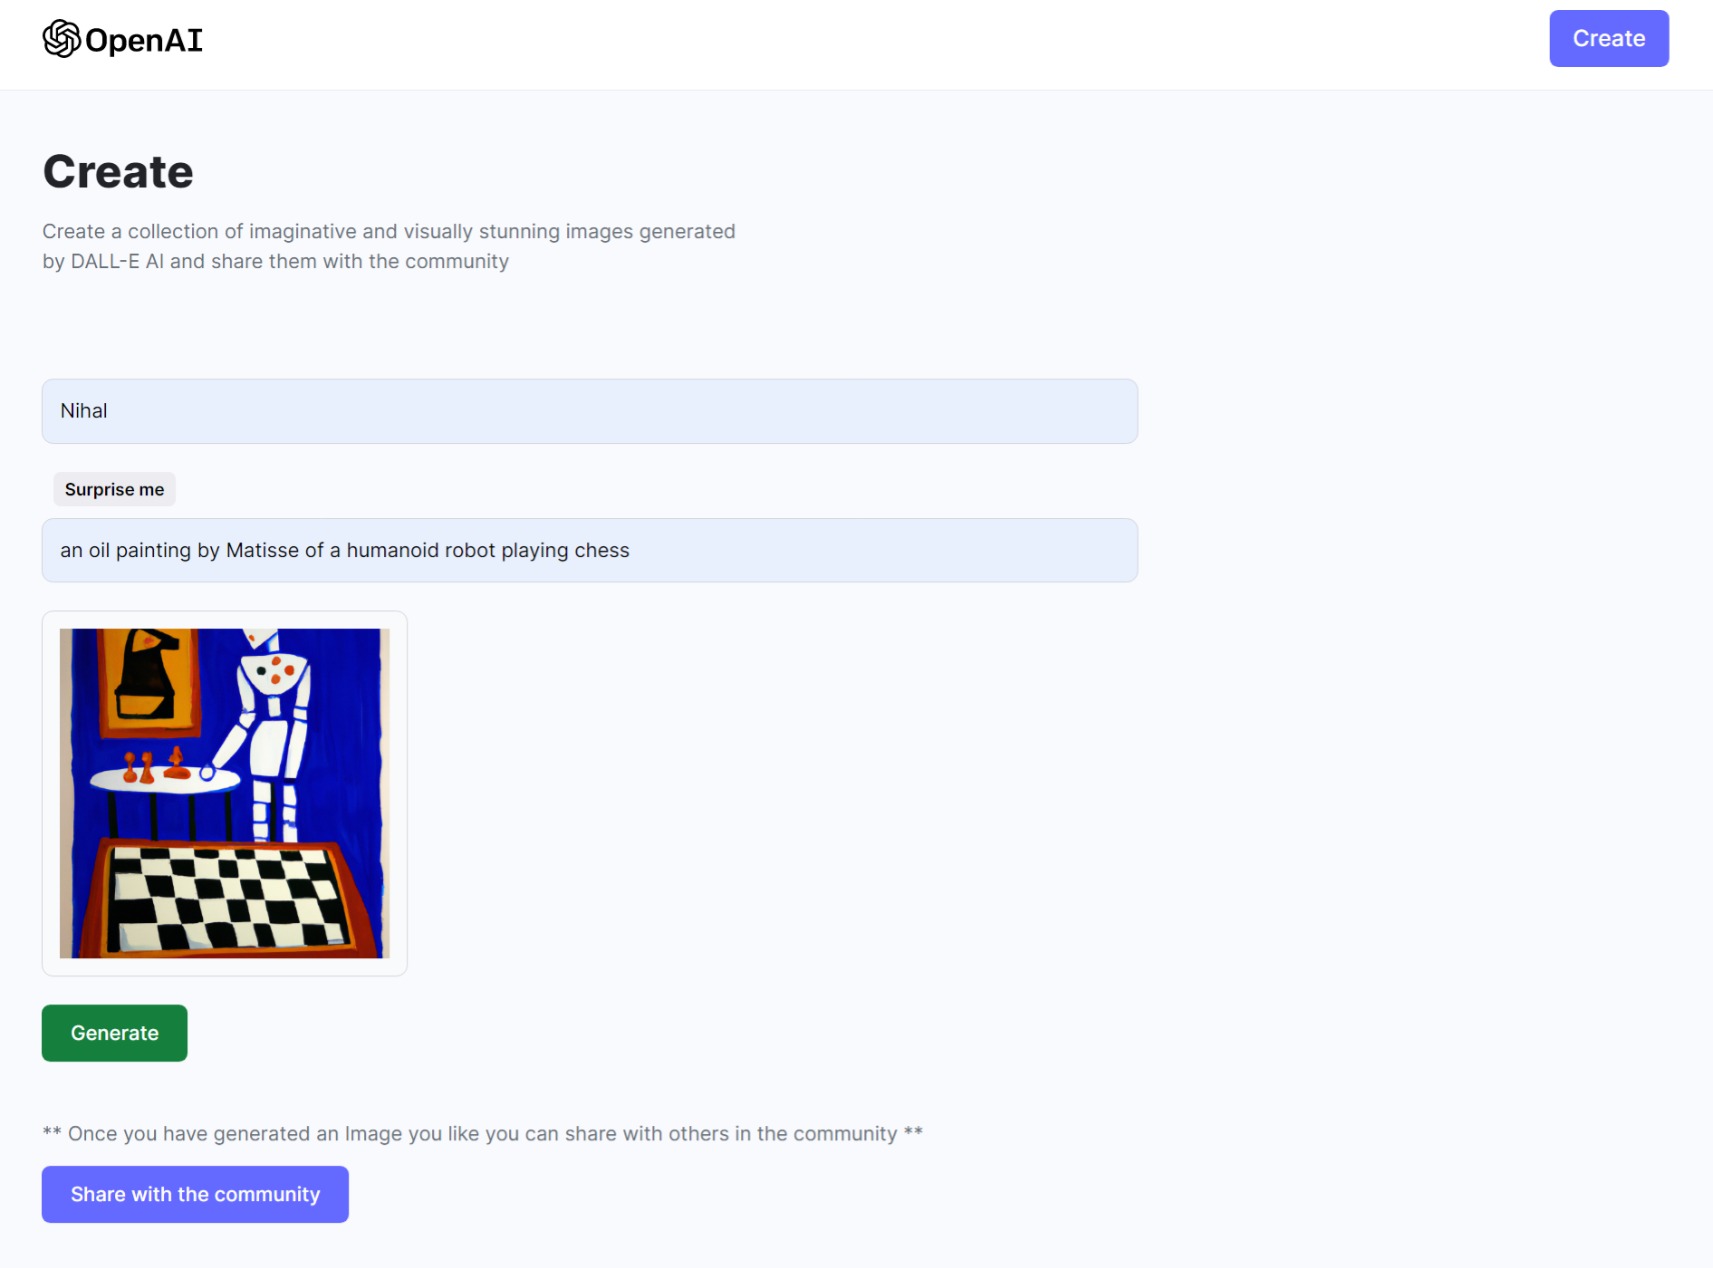 OpenAI
Create
Create
Create a collection of imaginative and visually stunning images generated
by DALL-E AI and share them with the community
Nihal
Surprise me
an oil painting by Matisse of a humanoid robot playing chess
Generate
** Once you have generated an Image you like you can share with others in the community **
Share with the community